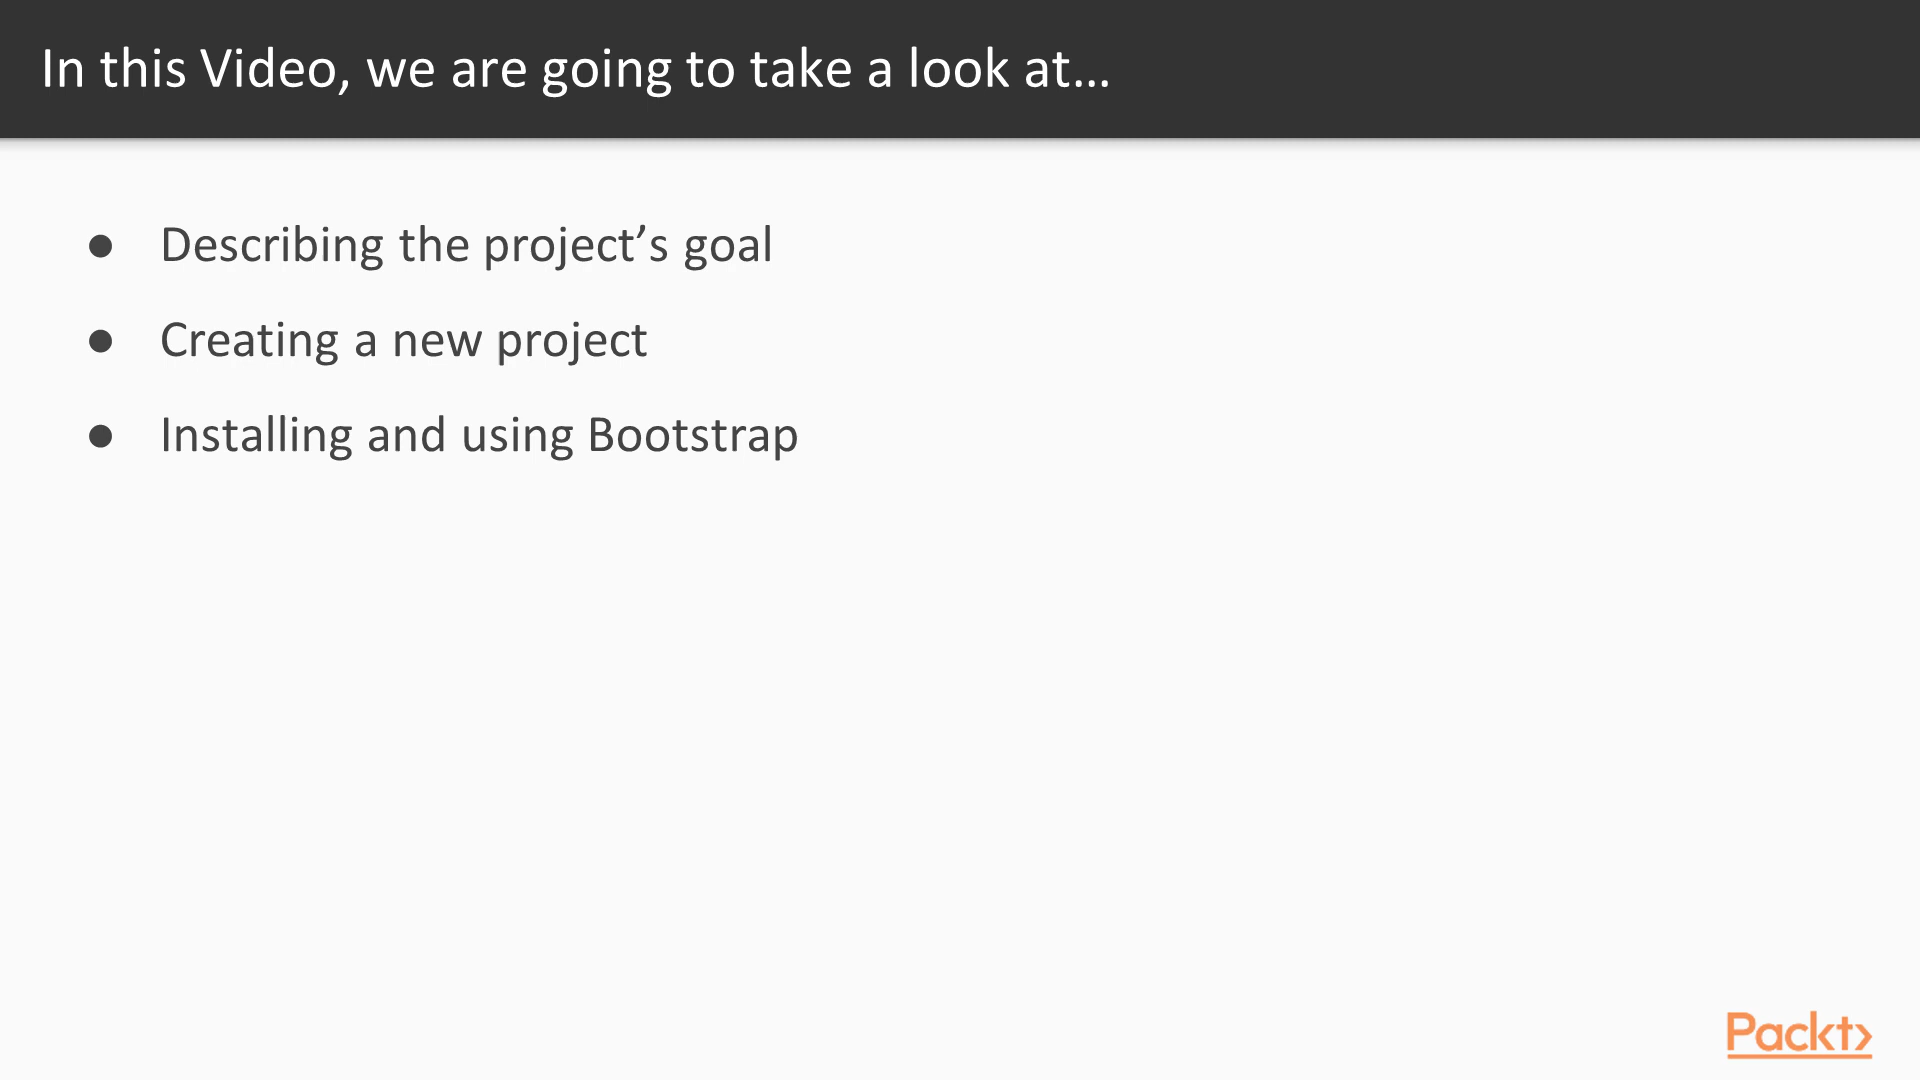 In this Video, we are going to take a look at...
● Describing the project’s goal
● Creating a new project
● Installing and using Bootstrap
Packt>